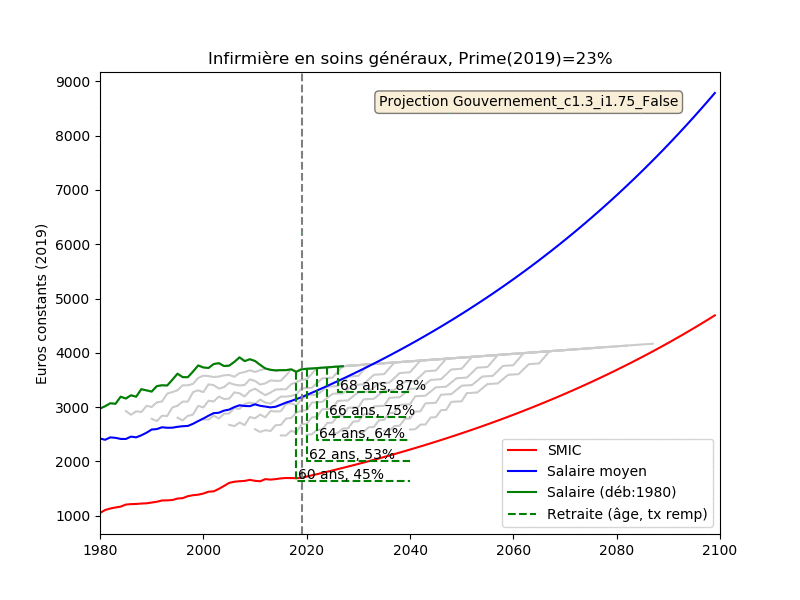 Infirmière en soins généraux, Prime(2019)=23%
Projection Gouvernement_c1.3_i1.75_False
Euros constants (2019)
9000
8000
7000
6000
5000
4000
3000
2000
1000
68 ans, 87%
66 ans, 75%
64 ans, 64%
62 ans, 53%
60 ans, 45%
SMIC
Salaire moyen
Salaire (déb:1980)
Retraite (âge, tx remp)
1980
2000
2020
2040
2060
2080
2100